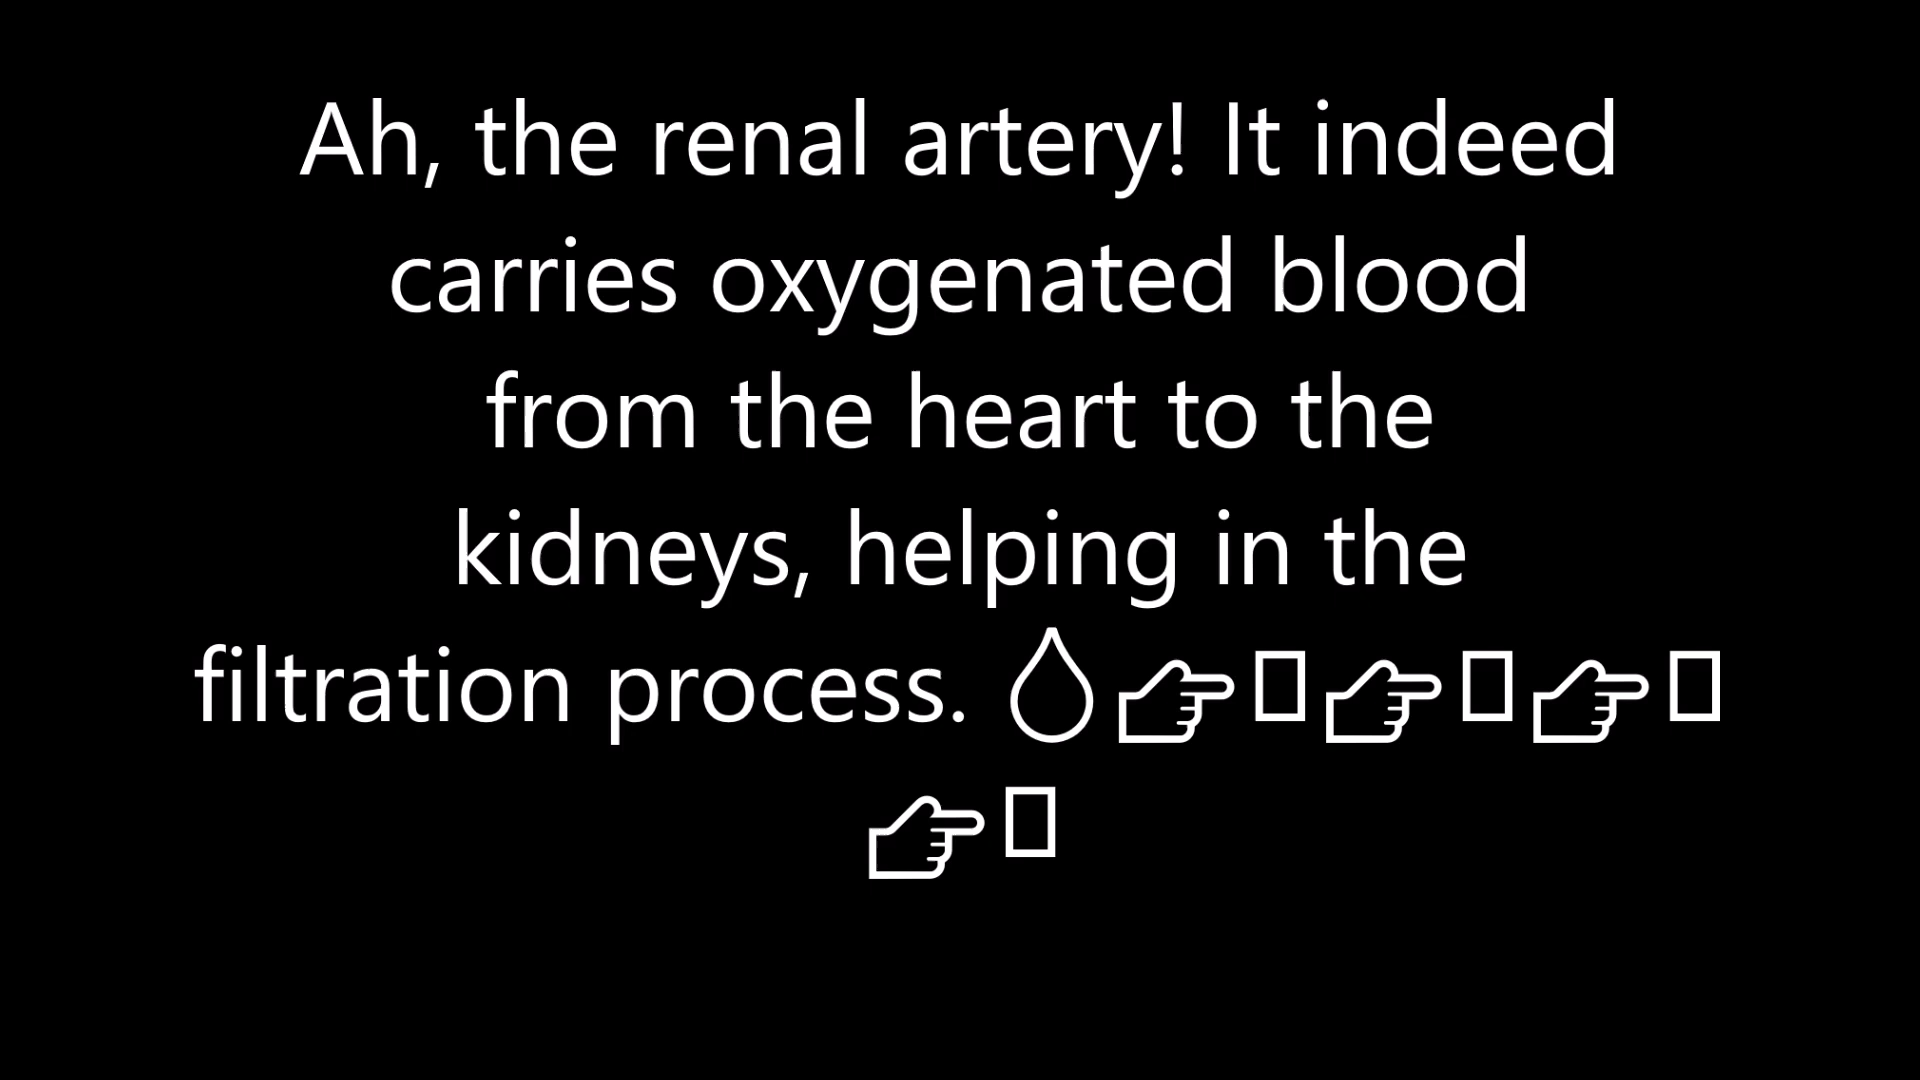 Ah, the renal artery! It indeed
carries oxygenated blood
from the heart to the
kidneys, helping in the
filtration process. 💧👉▯👉▯👉▯
👉▯